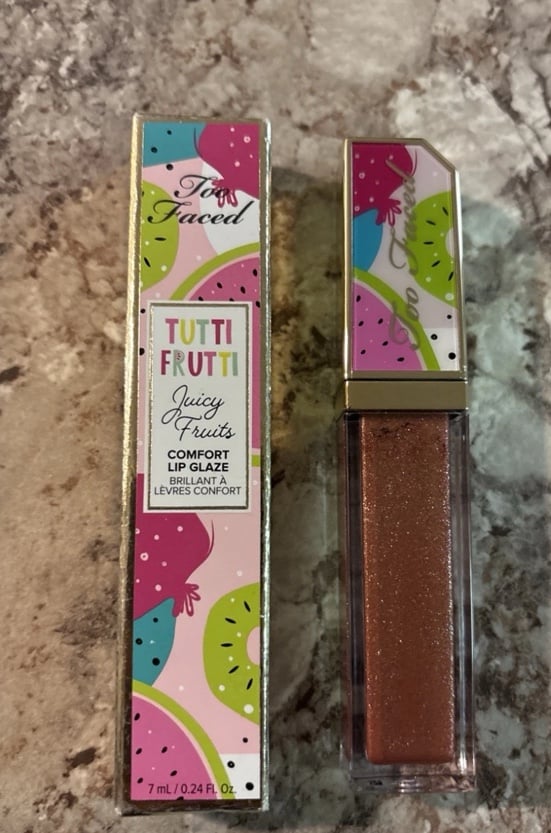 Too
Faced
TUTTI
FRUTTI
Juicy
Fruits
COMFORT
LIP GLAZE
BRILLANT À
LÈVRES CONFORT
7 mL / 0.24 Fl. Oz.
Too Faced